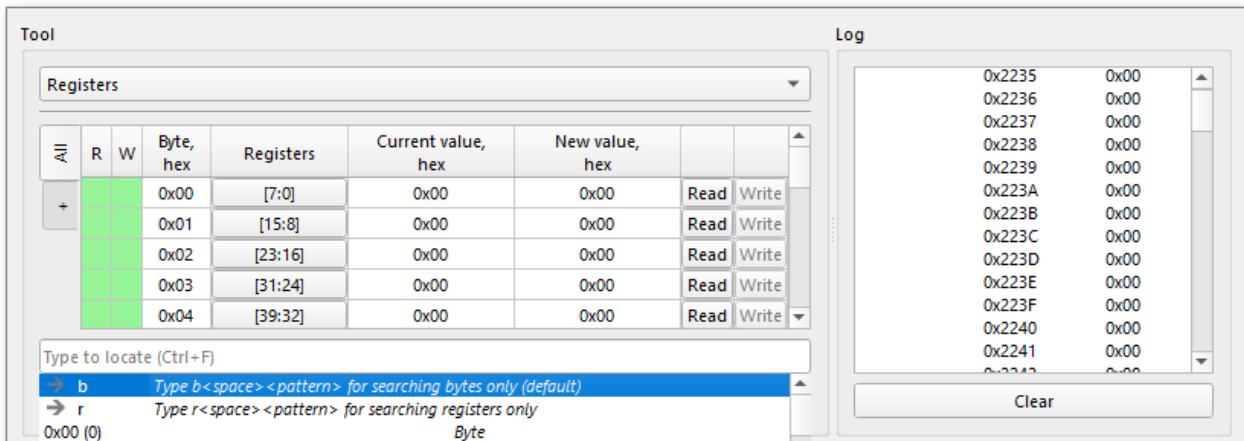 Tool
Registers
All R W Byte, hex Registers Current value, hex New value, hex
+
0x00 [7:0] 0x00 0x00 Read Write
0x01 [15:8] 0x00 0x00 Read Write
0x02 [23:16] 0x00 0x00 Read Write
0x03 [31:24] 0x00 0x00 Read Write
0x04 [39:32] 0x00 0x00 Read Write
Type to locate (Ctrl+F)
b Type b<space><pattern> for searching bytes only (default)
r Type r<space><pattern> for searching registers only
0x00 (0) Byte
Log
0x2235 0x00
0x2236 0x00
0x2237 0x00
0x2238 0x00
0x2239 0x00
0x223A 0x00
0x223B 0x00
0x223C 0x00
0x223D 0x00
0x223E 0x00
0x223F 0x00
0x2240 0x00
0x2241 0x00
Clear